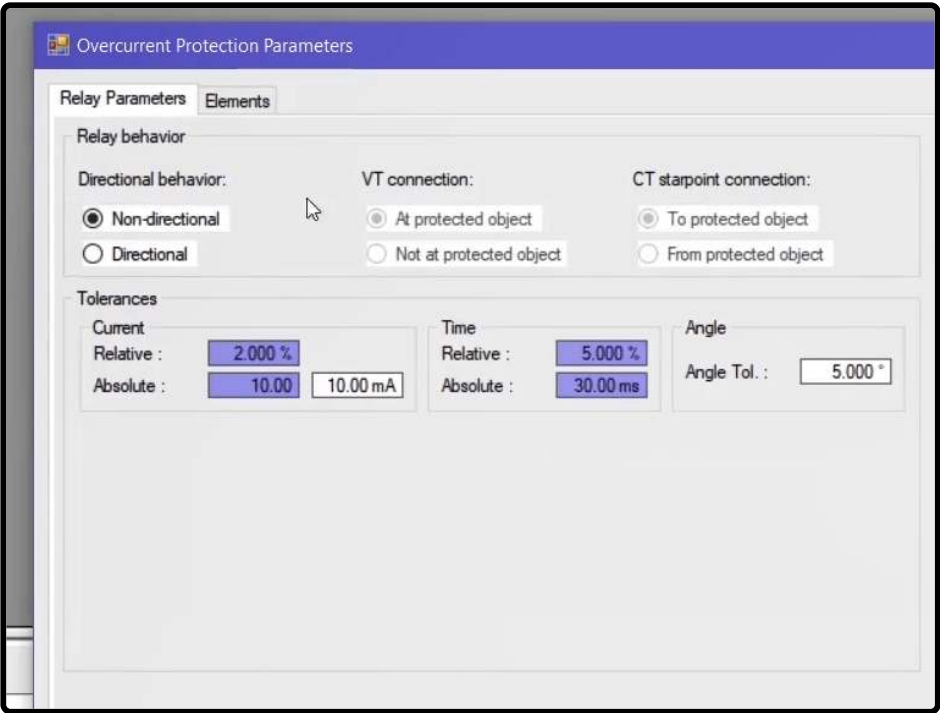 Overcurrent Protection Parameters
Relay Parameters Elements
Relay behavior
Directional behavior: VT connection: CT starpoint connection:
Non-directional At protected object To protected object
Directional Not at protected object From protected object
Tolerances
Current Time Angle
Relative : 2.000 % Relative : 5.000 % Angle Tol. : 5.000 °
Absolute : 10.00 10.00 mA Absolute : 30.00 ms